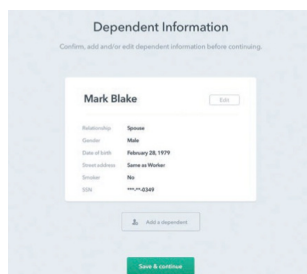 Dependent Information
Confirm, add and/or edit dependent information before continuing.
Mark Blake
Edit
Relationship Spouse
Gender Male
Date of birth February 28, 1979
Street address Same as Worker
Smoker No
SSN ***-**-0349
Add a dependent
Save & continue